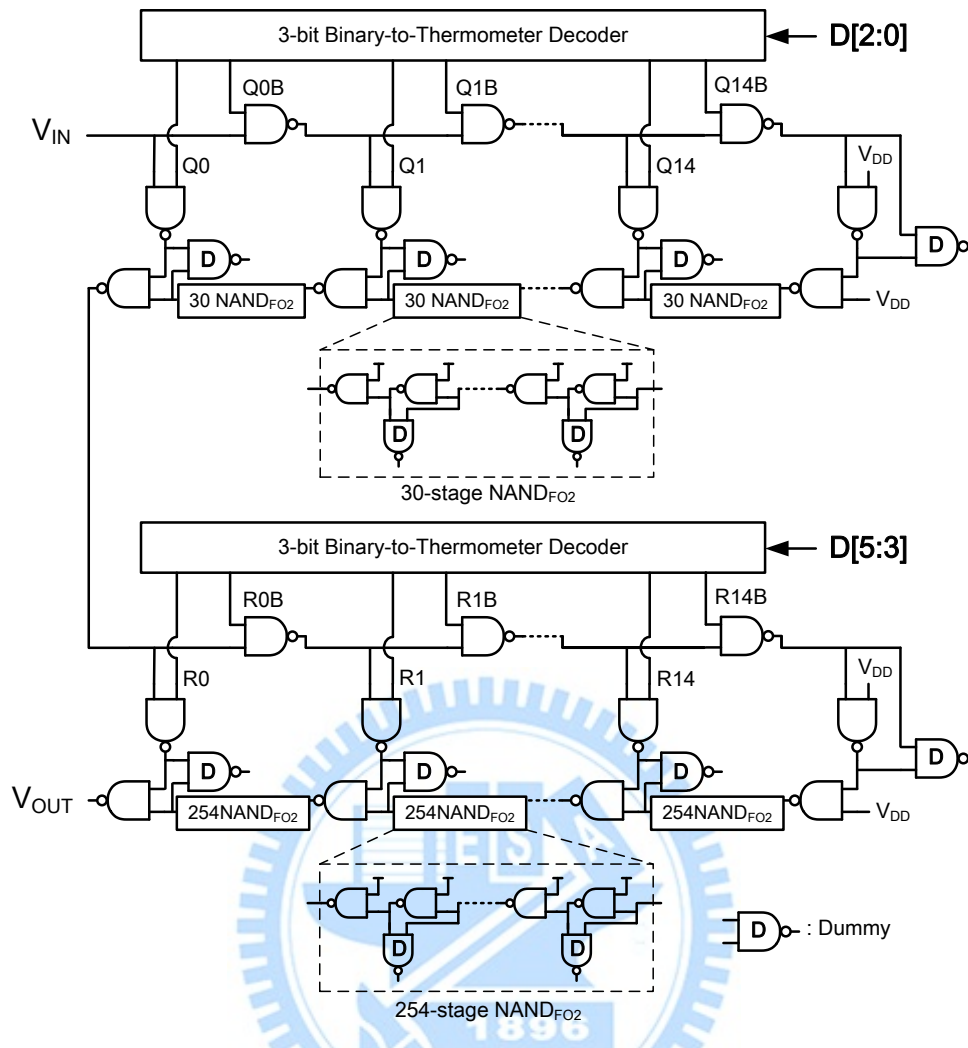 3-bit Binary-to-Thermometer Decoder
D[2:0]
Q0B
Q1B
Q14B
VIN
VDD
Q0
Q1
Q14
D
D
D
D
30 NANDFO2
30 NANDFO2
30 NANDFO2
VDD
D
D
30-stage NANDFO2
3-bit Binary-to-Thermometer Decoder
D[5:3]
R0B
R1B
R14B
R0
R1
R14
VDD
D
D
D
D
VOUT
254NANDFO2
254NANDFO2
254NANDFO2
VDD
ESA
D
D
D : Dummy
254-stage NANDFO2
1896